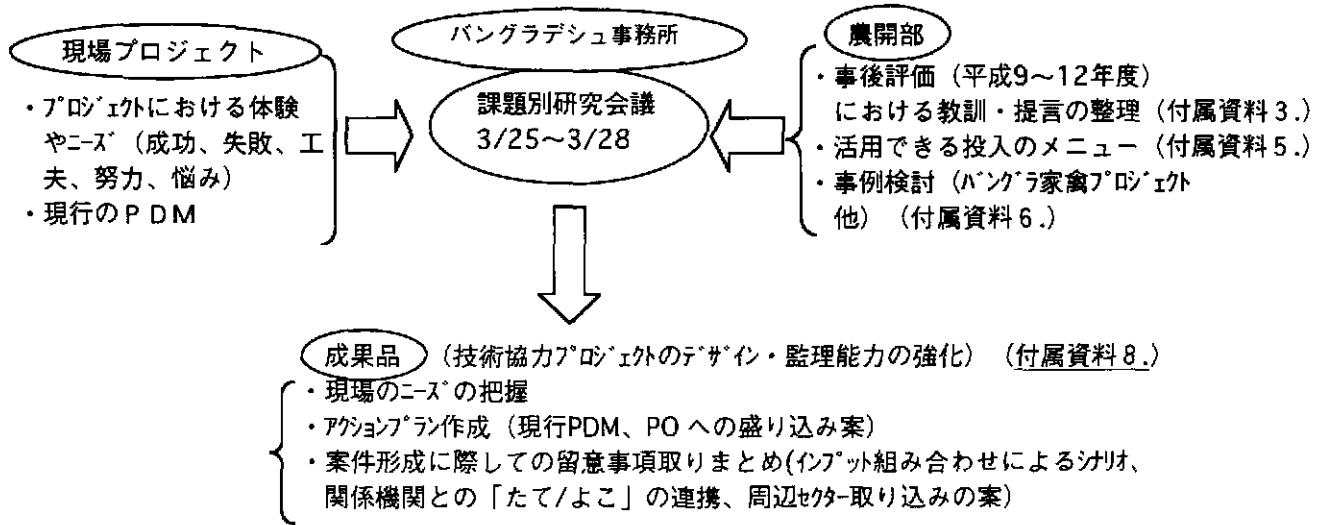 現場プロジェクト
・プロジェクトにおける体験
やニーズ（成功、失敗、工
夫、努力、悩み）
・現行のＰＤＭ
バングラデシュ事務所
課題別研究会議
3/25～3/28
農開部
・事後評価（平成9～12年度）
における教訓・提言の整理（付属資料３.）
・活用できる投入のメニュー（付属資料５.）
・事例検討（バングラ家禽プロジェクト
他）（付属資料６.）
成果品（技術協力プロジェクトのデザイン・監理能力の強化）（付属資料８.）
・現場のニーズの把握
・アクションプラン作成（現行PDM、PO への盛り込み案）
・案件形成に際しての留意事項取りまとめ(インプット組み合わせによるシナリオ、
関係機関との「たて/よこ」の連携、周辺セクター取り込みの案）